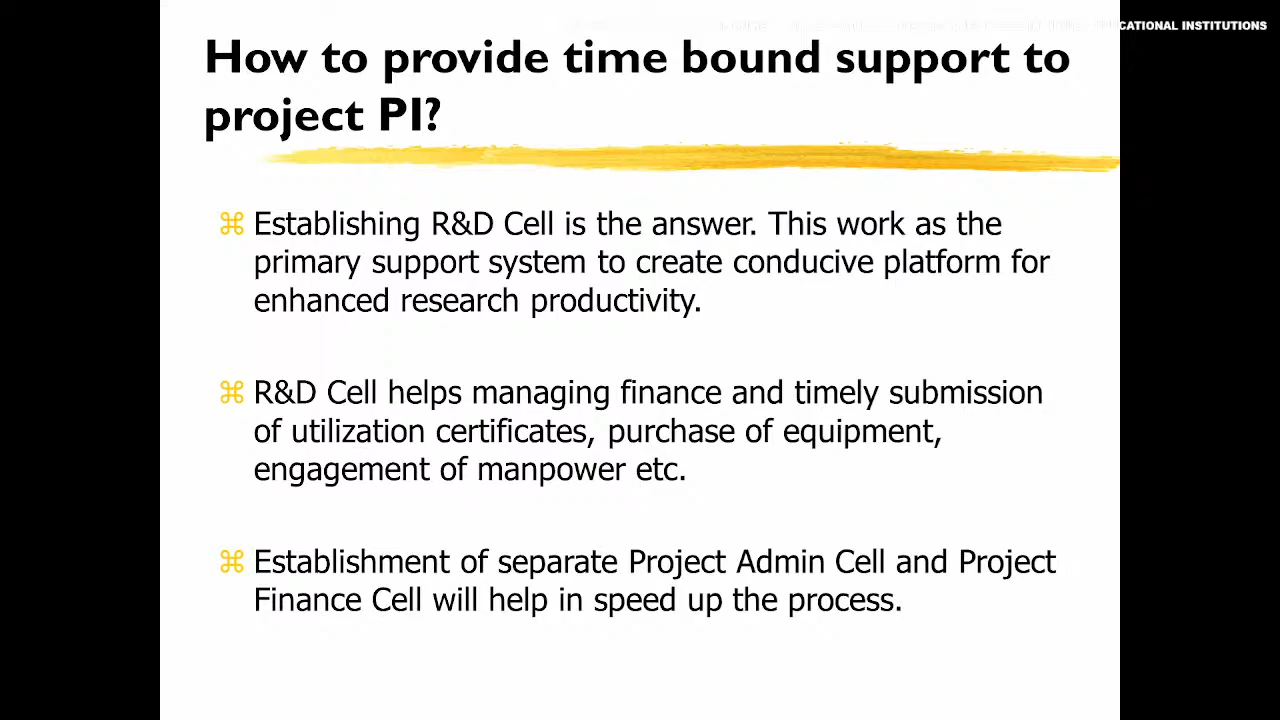 CATIONAL INSTITUTIONS
How to provide time bound support to
project PI?
⌘ Establishing R&D Cell is the answer. This work as the
primary support system to create conducive platform for
enhanced research productivity.
⌘ R&D Cell helps managing finance and timely submission
of utilization certificates, purchase of equipment,
engagement of manpower etc.
⌘ Establishment of separate Project Admin Cell and Project
Finance Cell will help in speed up the process.